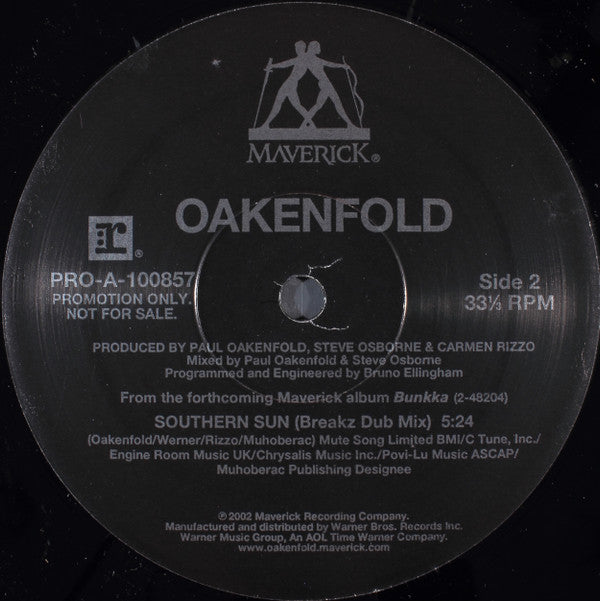 MAVERICK®
OAKENFOLD
r®
PRO-A-100857
PROMOTION ONLY.
NOT FOR SALE.
Side 2
33⅓ RPM
PRODUCED BY PAUL OAKENFOLD, STEVE OSBORNE & CARMEN RIZZO
Mixed by Paul Oakenfold & Steve Osborne
Programmed and Engineered by Bruno Ellingham
From the forthcoming Maverick album Bunkka (2-48204)
SOUTHERN SUN (Breakz Dub Mix) 5:24
(Oakenfold/Werner/Rizzo/Muhoberac) Mute Song Limited BMI/C Tune, Inc./
Engine Room Music UK/Chrysalis Music Inc./Povi-Lu Music ASCAP/
Muhoberac Publishing Designee
℗2002 Maverick Recording Company.
Manufactured and distributed by Warner Bros. Records Inc.
Warner Music Group, An AOL Time Warner Company.
www.oakenfold.maverick.com